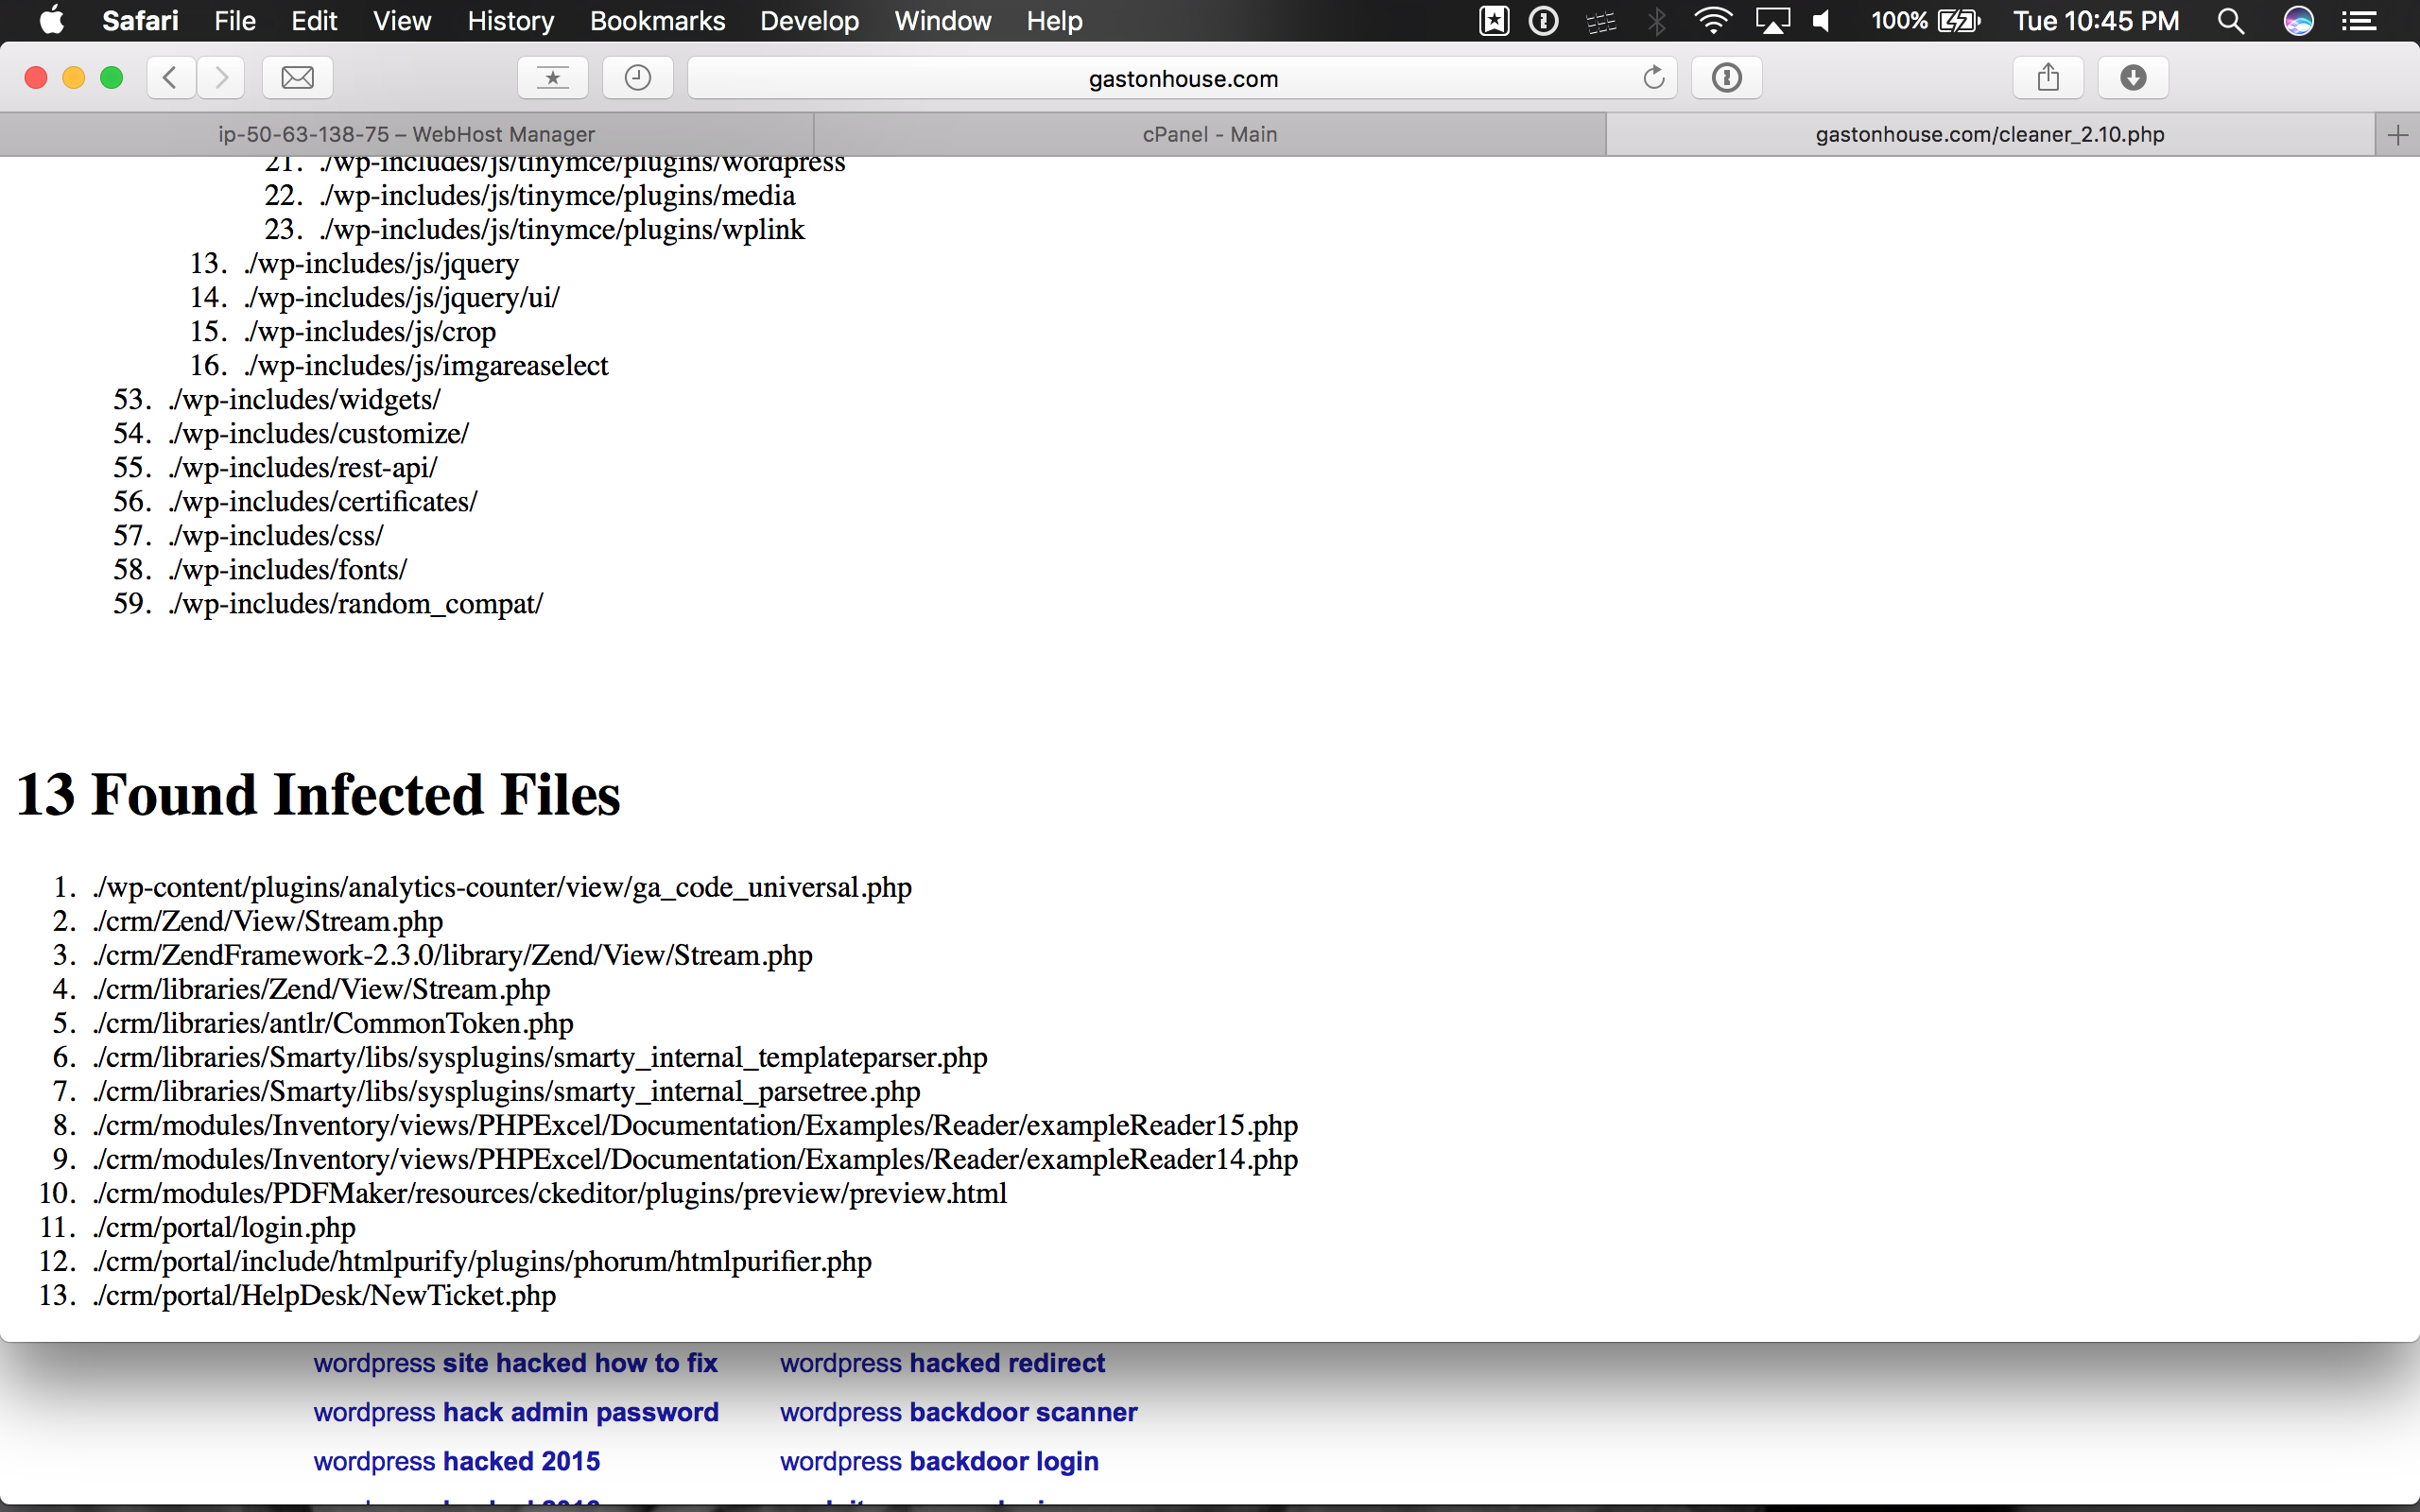 Safari File Edit View History Bookmarks Develop Window Help 100% Tue 10:45 PM
gastonhouse.com
ip-50-63-138-75 – WebHost Manager cPanel - Main gastonhouse.com/cleaner_2.10.php
21. ./wp-includes/js/tinymce/plugins/wordpress
22. ./wp-includes/js/tinymce/plugins/media
23. ./wp-includes/js/tinymce/plugins/wplink
13. ./wp-includes/js/jquery
14. ./wp-includes/js/jquery/ui/
15. ./wp-includes/js/crop
16. ./wp-includes/js/imgareaselect
53. ./wp-includes/widgets/
54. ./wp-includes/customize/
55. ./wp-includes/rest-api/
56. ./wp-includes/certificates/
57. ./wp-includes/css/
58. ./wp-includes/fonts/
59. ./wp-includes/random_compat/
13 Found Infected Files
1. ./wp-content/plugins/analytics-counter/view/ga_code_universal.php
2. ./crm/Zend/View/Stream.php
3. ./crm/ZendFramework-2.3.0/library/Zend/View/Stream.php
4. ./crm/libraries/Zend/View/Stream.php
5. ./crm/libraries/antlr/CommonToken.php
6. ./crm/libraries/Smarty/libs/sysplugins/smarty_internal_templateparser.php
7. ./crm/libraries/Smarty/libs/sysplugins/smarty_internal_parsetree.php
8. ./crm/modules/Inventory/views/PHPExcel/Documentation/Examples/Reader/exampleReader15.php
9. ./crm/modules/Inventory/views/PHPExcel/Documentation/Examples/Reader/exampleReader14.php
10. ./crm/modules/PDFMaker/resources/ckeditor/plugins/preview/preview.html
11. ./crm/portal/login.php
12. ./crm/portal/include/htmlpurify/plugins/phorum/htmlpurifier.php
13. ./crm/portal/HelpDesk/NewTicket.php
wordpress site hacked how to fix wordpress hacked redirect
wordpress hack admin password wordpress backdoor scanner
wordpress hacked 2015 wordpress backdoor login